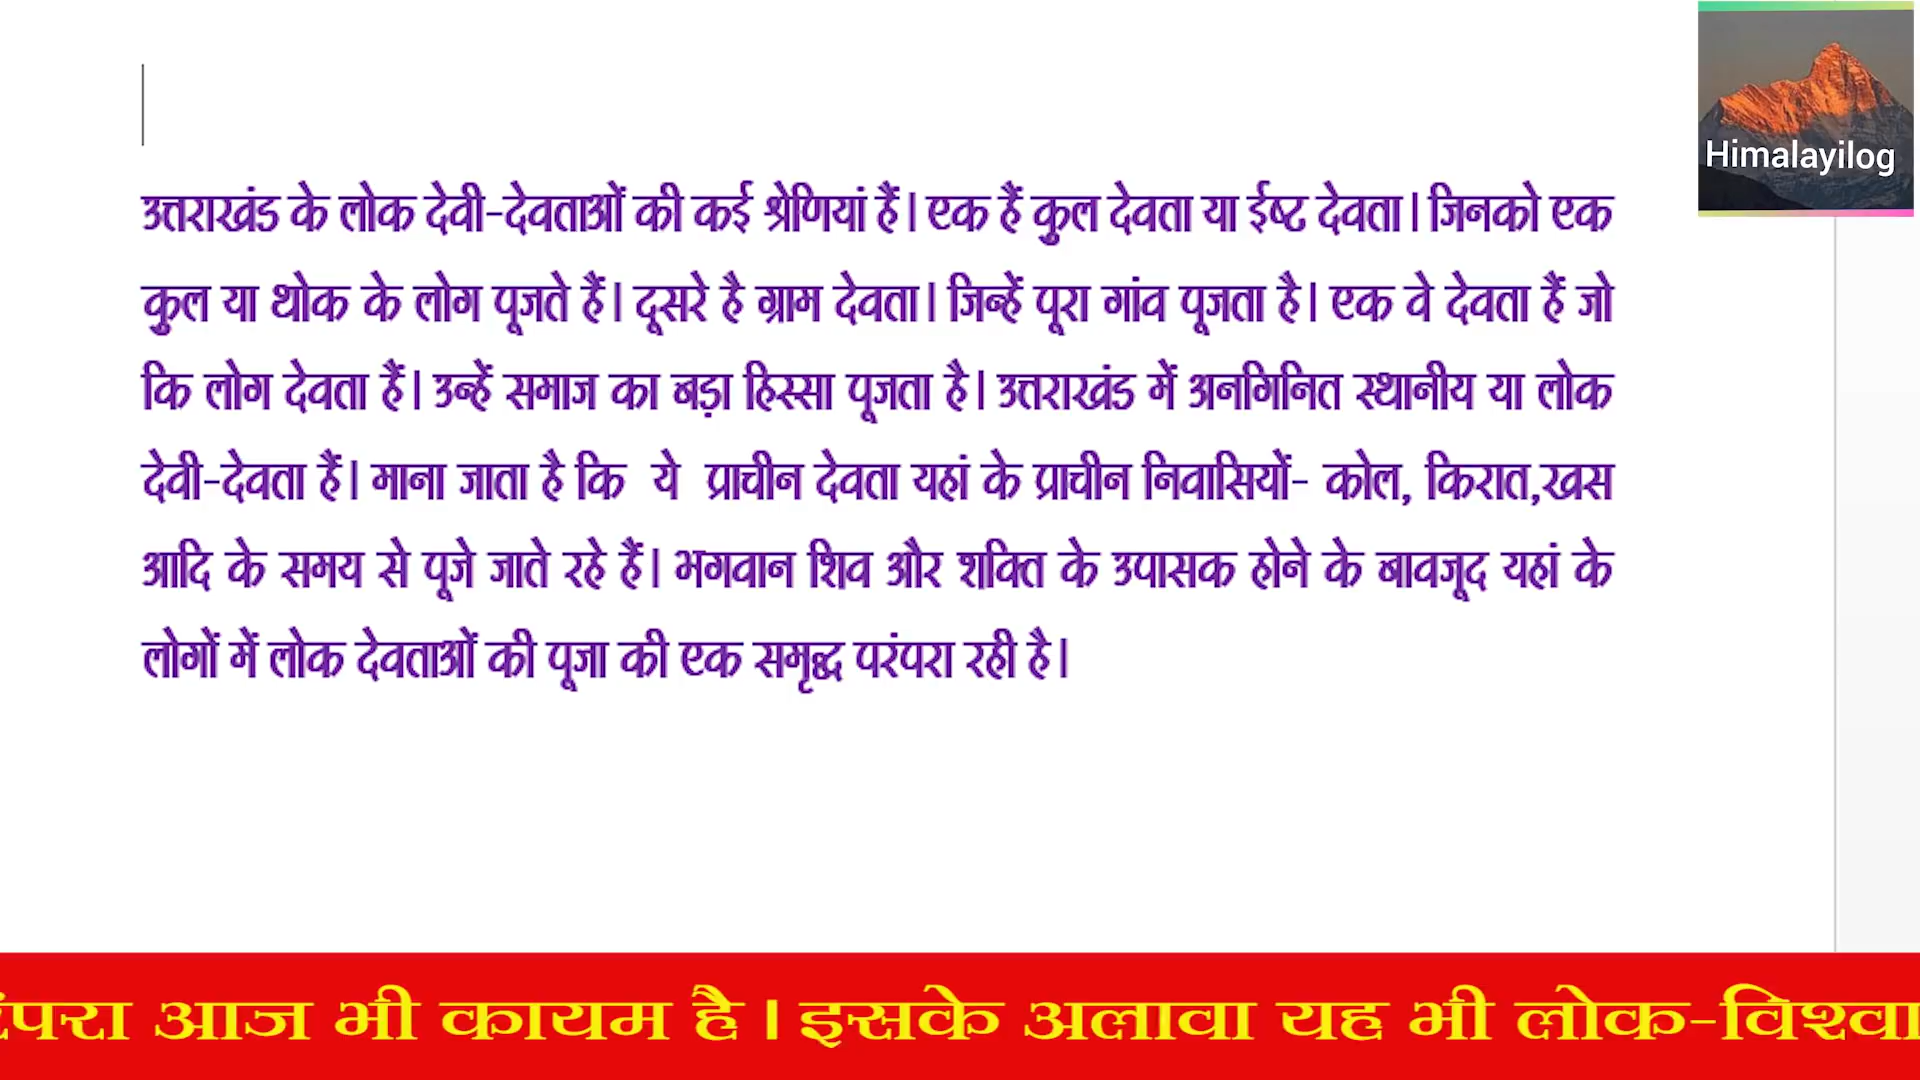 Himalayilog
उत्तराखंड के लोक देवी-देवताओं की कई श्रेणियां हैं। एक हैं कुल देवता या ईष्ट देवता। जिनको एक
कुल या थोक के लोग पूजते हैं। दूसरे है ग्राम देवता। जिन्हें पूरा गांव पूजता है। एक वे देवता हैं जो
कि लोग देवता हैं। उन्हें समाज का बड़ा हिस्सा पूजता है। उत्तराखंड में अनगिनित स्थानीय या लोक
देवी-देवता हैं। माना जाता है कि ये प्राचीन देवता यहां के प्राचीन निवासियों- कोल, किरात,खस
आदि के समय से पूजे जाते रहे हैं। भगवान शिव और शक्ति के उपासक होने के बावजूद यहां के
लोगों में लोक देवताओं की पूजा की एक समृद्ध परंपरा रही है।
रंपरा आज भी कायम है। इसके अलावा यह भी लोक-विश्वा